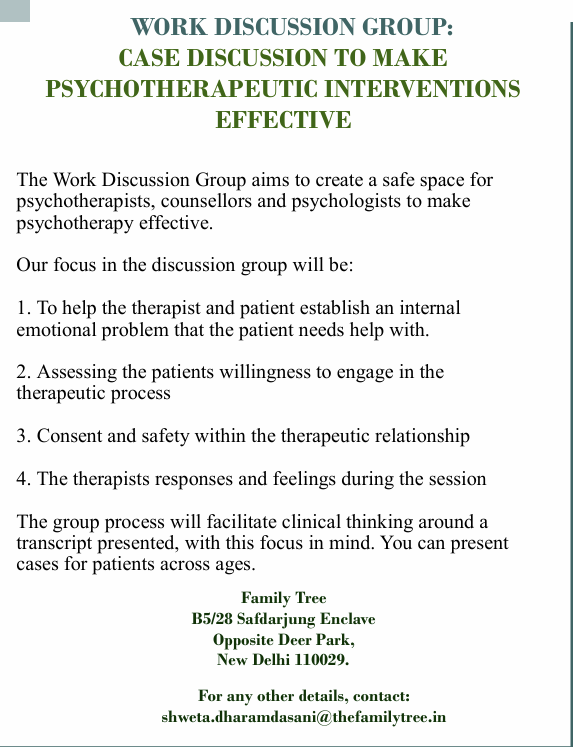 WORK DISCUSSION GROUP:
CASE DISCUSSION TO MAKE
PSYCHOTHERAPEUTIC INTERVENTIONS
EFFECTIVE
The Work Discussion Group aims to create a safe space for
psychotherapists, counsellors and psychologists to make
psychotherapy effective.
Our focus in the discussion group will be:
1. To help the therapist and patient establish an internal
emotional problem that the patient needs help with.
2. Assessing the patients willingness to engage in the
therapeutic process
3. Consent and safety within the therapeutic relationship
4. The therapists responses and feelings during the session
The group process will facilitate clinical thinking around a
transcript presented, with this focus in mind. You can present
cases for patients across ages.
Family Tree
B5/28 Safdarjung Enclave
Opposite Deer Park,
New Delhi 110029.
For any other details, contact:
shweta.dharamdasani@thefamilytree.in